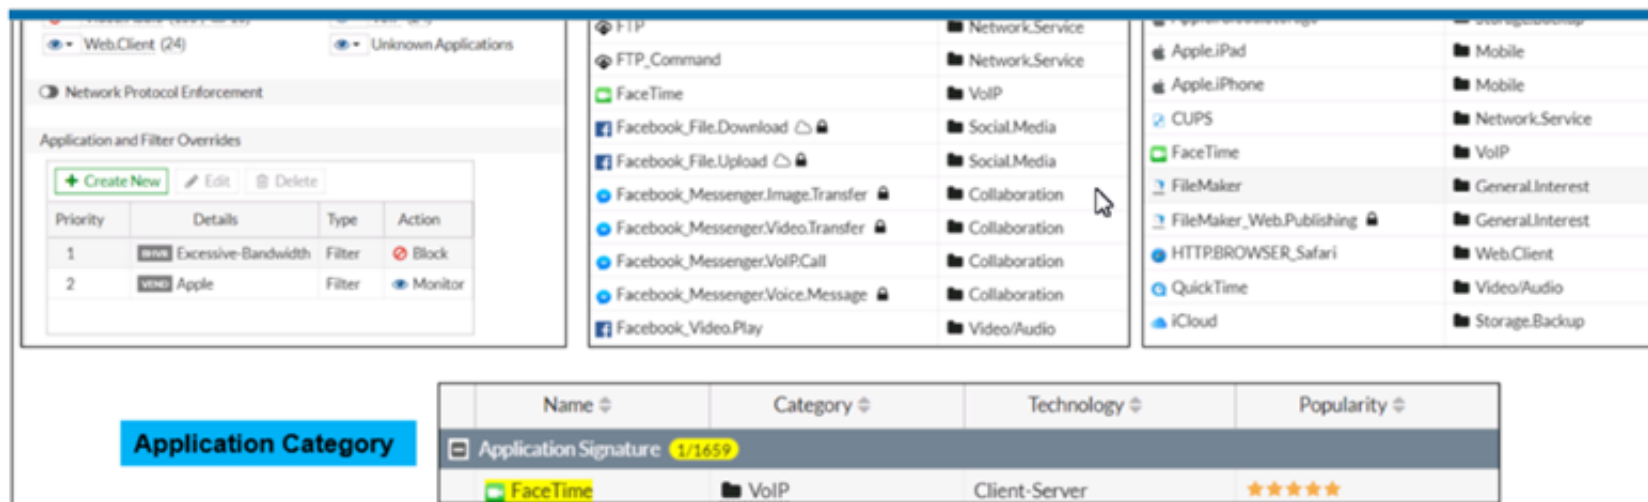 Web.Client (24)
Unknown Applications
Network Protocol Enforcement
Application and Filter Overrides
+ Create New Edit Delete
Priority Details Type Action
1 Excessive-Bandwidth Filter Block
2 VEND Apple Filter Monitor
FTP Network.Service
FTP_Command Network.Service
FaceTime VoIP
Facebook_File.Download Social.Media
Facebook_File.Upload Social.Media
Facebook_Messenger.Image.Transfer Collaboration
Facebook_Messenger.Video.Transfer Collaboration
Facebook_Messenger.VoIP.Call Collaboration
Facebook_Messenger.Voice.Message Collaboration
Facebook_Video.Play Video/Audio
Apple.iPad Mobile
Apple.iPhone Mobile
CUPS Network.Service
FaceTime VoIP
FileMaker General.Interest
FileMaker_Web.Publishing General.Interest
HTTP.BROWSER_Safari Web.Client
QuickTime Video/Audio
iCloud Storage.Backup
Application Category
Name Category Technology Popularity
Application Signature 1/1659
FaceTime VoIP Client-Server